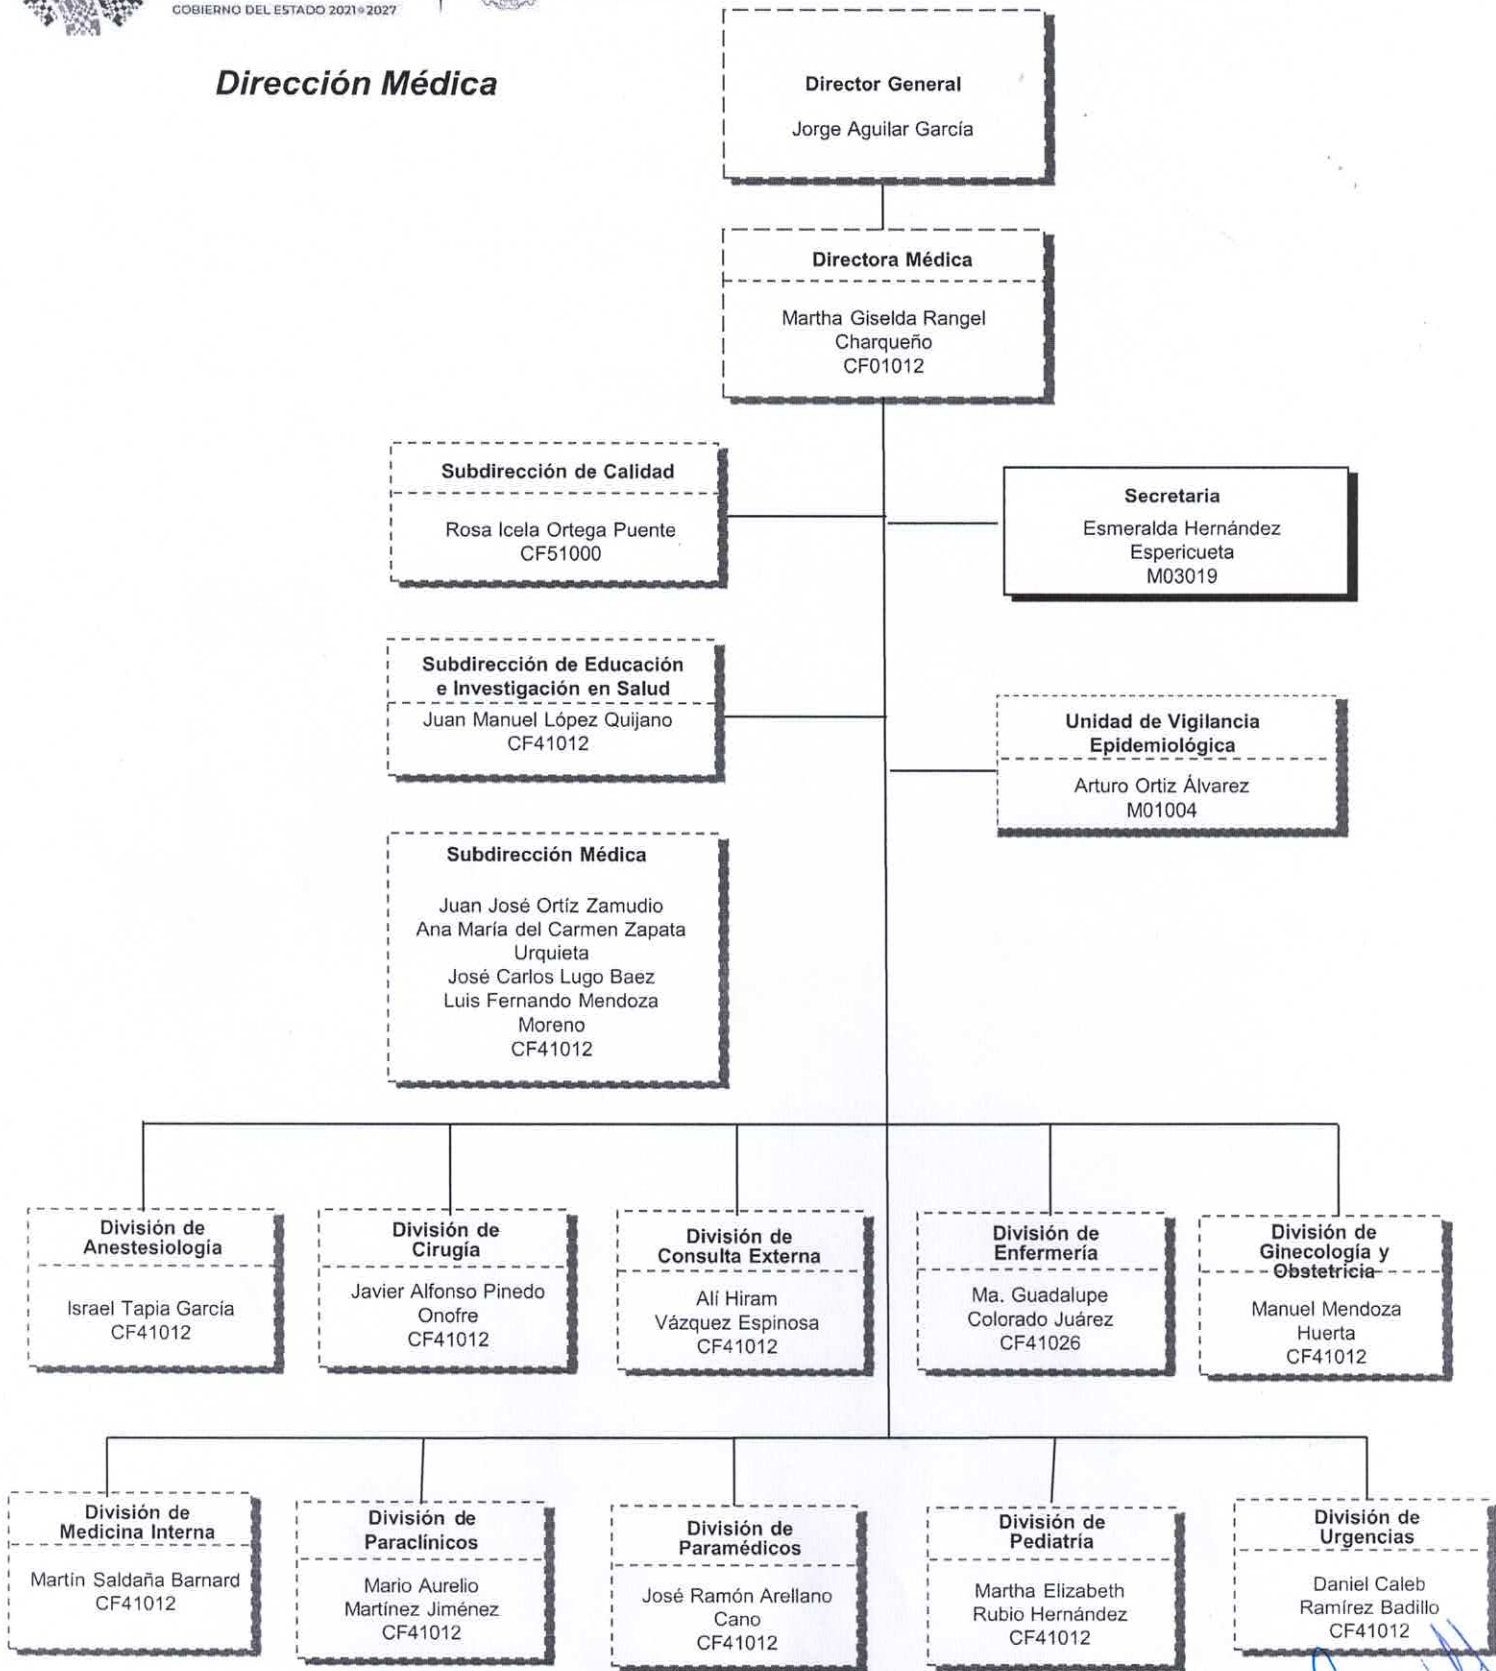 GOBIERNO DEL ESTADO 2021•2027
Dirección Médica
Director General
Jorge Aguilar García
Directora Médica
Martha Giselda Rangel
Charqueño
CF01012
Subdirección de Calidad
Rosa Icela Ortega Puente
CF51000
Secretaria
Esmeralda Hernández
Espericueta
M03019
Subdirección de Educación
e Investigación en Salud
Juan Manuel López Quijano
CF41012
Unidad de Vigilancia
Epidemiológica
Arturo Ortiz Álvarez
M01004
Subdirección Médica
Juan José Ortíz Zamudio
Ana María del Carmen Zapata
Urquieta
José Carlos Lugo Baez
Luis Fernando Mendoza
Moreno
CF41012
División de
Anestesiología
Israel Tapia García
CF41012
División de
Cirugía
Javier Alfonso Pinedo
Onofre
CF41012
División de
Consulta Externa
Alí Hiram
Vázquez Espinosa
CF41012
División de
Enfermería
Ma. Guadalupe
Colorado Juárez
CF41026
División de
Ginecología y
Obstetricia
Manuel Mendoza
Huerta
CF41012
División de
Medicina Interna
Martín Saldaña Barnard
CF41012
División de
Paraclínicos
Mario Aurelio
Martínez Jiménez
CF41012
División de
Paramédicos
José Ramón Arellano
Cano
CF41012
División de
Pediatría
Martha Elizabeth
Rubio Hernández
CF41012
División de
Urgencias
Daniel Caleb
Ramírez Badillo
CF41012